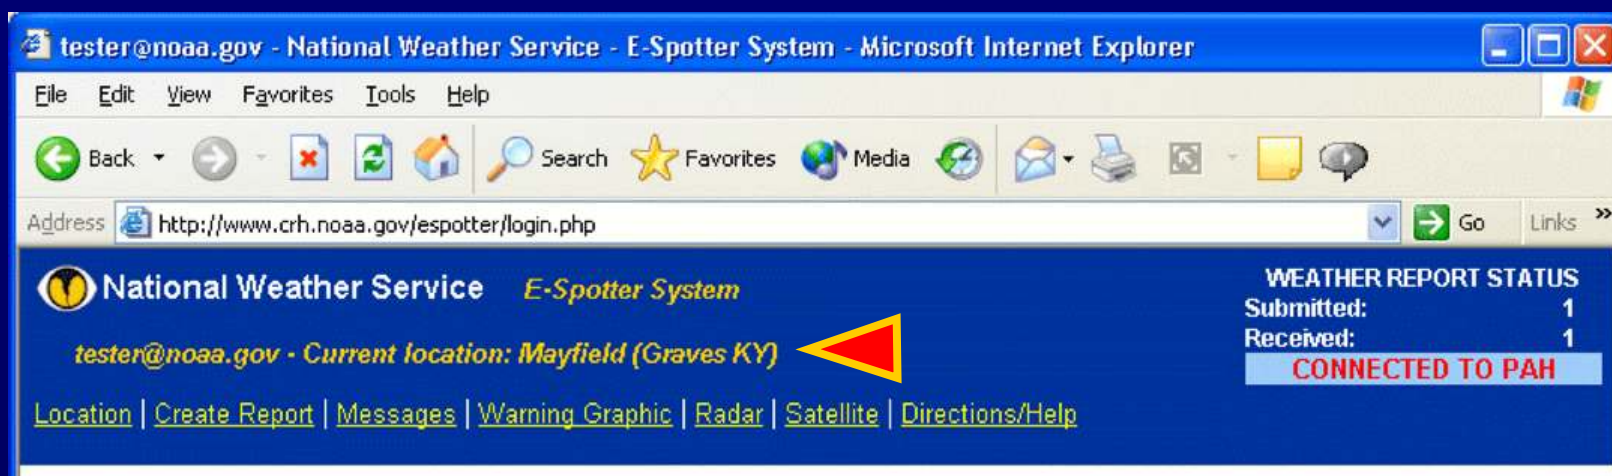 tester@noaa.gov - National Weather Service - E-Spotter System - Microsoft Internet Explorer
File Edit View Favorites Tools Help
Back Search Favorites Media
Address http://www.crh.noaa.gov/espotter/login.php Go Links »
National Weather Service E-Spotter System
tester@noaa.gov - Current location: Mayfield (Graves KY)
WEATHER REPORT STATUS
Submitted: 1
Received: 1
CONNECTED TO PAH
Location | Create Report | Messages | Warning Graphic | Radar | Satellite | Directions/Help